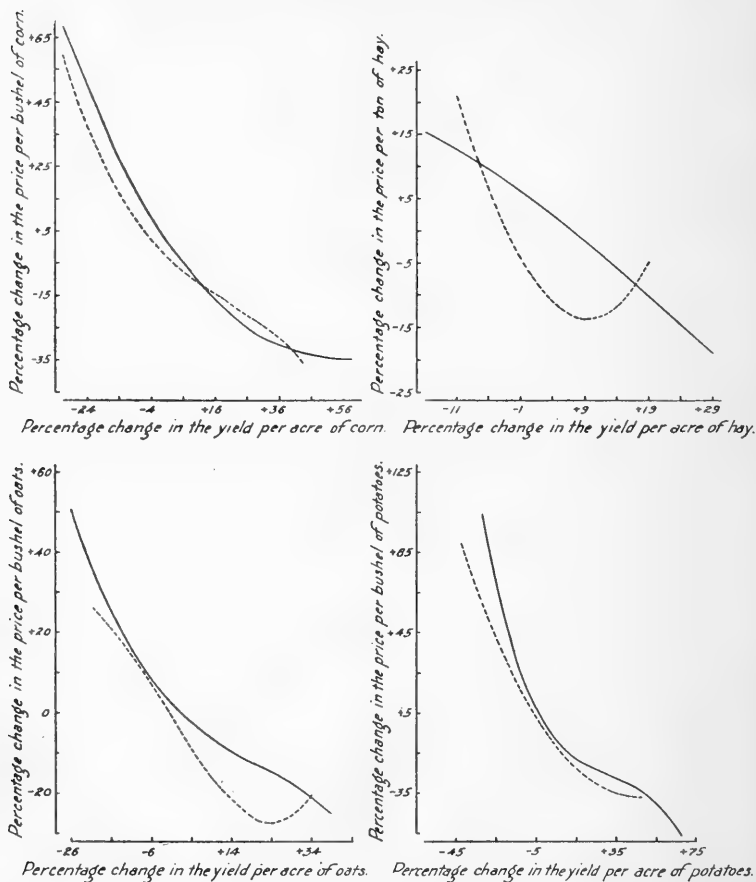 Percentage change in the price per bushel of corn.
+65
+45
+25
+5
-15
-35
-24 -4 +16 +36 +56
Percentage change in the yield per acre of corn.
Percentage change in the price per ton of hay.
+25
+15
+5
-5
-15
-25
-11 -1 +9 +19 +29
Percentage change in the yield per acre of hay.
Percentage change in the price per bushel of oats.
+60
+40
+20
0
-20
-26 -6 +14 +34
Percentage change in the yield per acre of oats.
Percentage change in the price per bushel of potatoes.
+125
+85
+45
+5
-35
-45 -5 +35 +75
Percentage change in the yield per acre of potatoes.